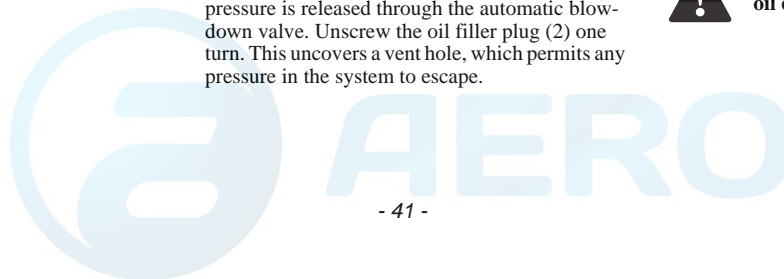 pressure is released through the automatic blow-
down valve. Unscrew the oil filler plug (2) one
turn. This uncovers a vent hole, which permits any
pressure in the system to escape.
oil
AERO
- 41 -